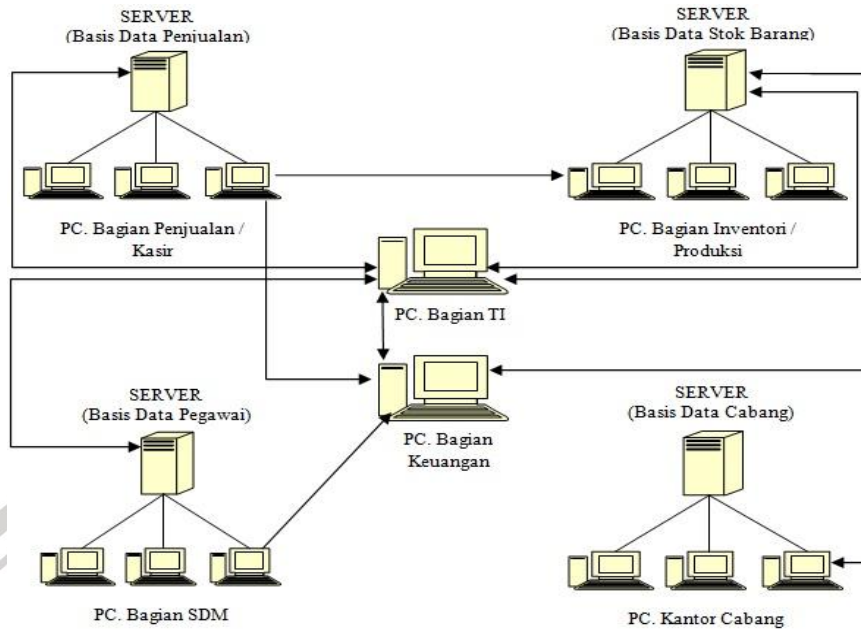 SERVER
(Basis Data Penjualan)
SERVER
(Basis Data Stok Barang)
PC. Bagian Penjualan /
Kasir
PC. Bagian Inventori /
Produksi
PC. Bagian TI
SERVER
(Basis Data Pegawai)
PC. Bagian
Keuangan
SERVER
(Basis Data Cabang)
PC. Bagian SDM
PC. Kantor Cabang